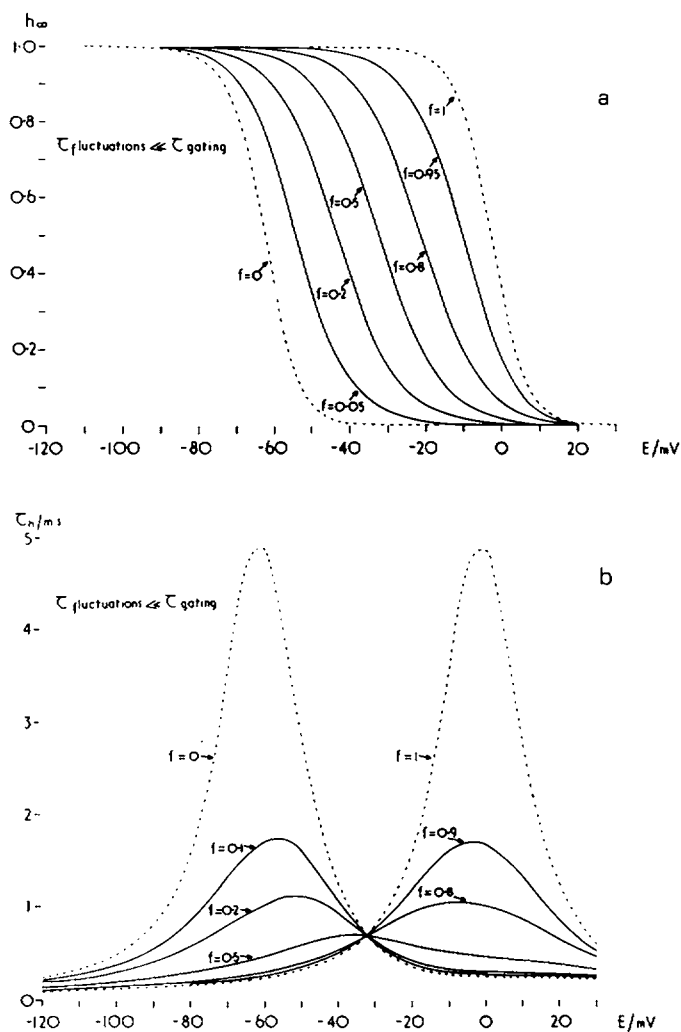 h∞
1·0
0·8
0·6
0·4
0·2
0
a
τ fluctuations ≪ τ gating
f=1
f=0·95
f=0·5
f=0·8
f=0·2
f=0
f=0·05
-120 -100 -80 -60 -40 -20 0 20 E/mV
τh/ms
5
4
3
2
1
0
b
τ fluctuations ≪ τ gating
f=0
f=1
f=0·1
f=0·9
f=0·2
f=0·8
f=0·5
-120 -100 -80 -60 -40 -20 0 E/mV